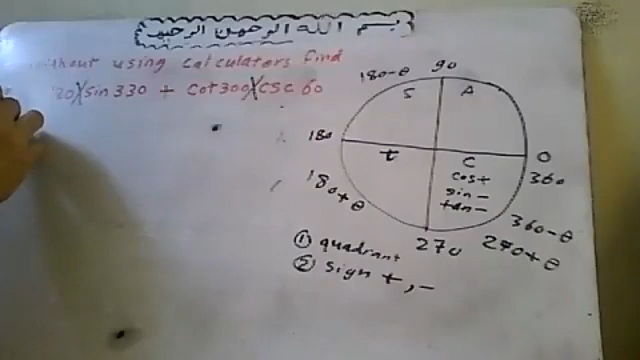 بسم الله الرحمن الرحيم
without using calculators find
sin 330 + cot 300 csc 60
90
180-θ
S
A
180
0
360
t
C
cos +
sin -
tan -
180+θ
360-θ
270
270+θ
① quadrant
② sign +, -